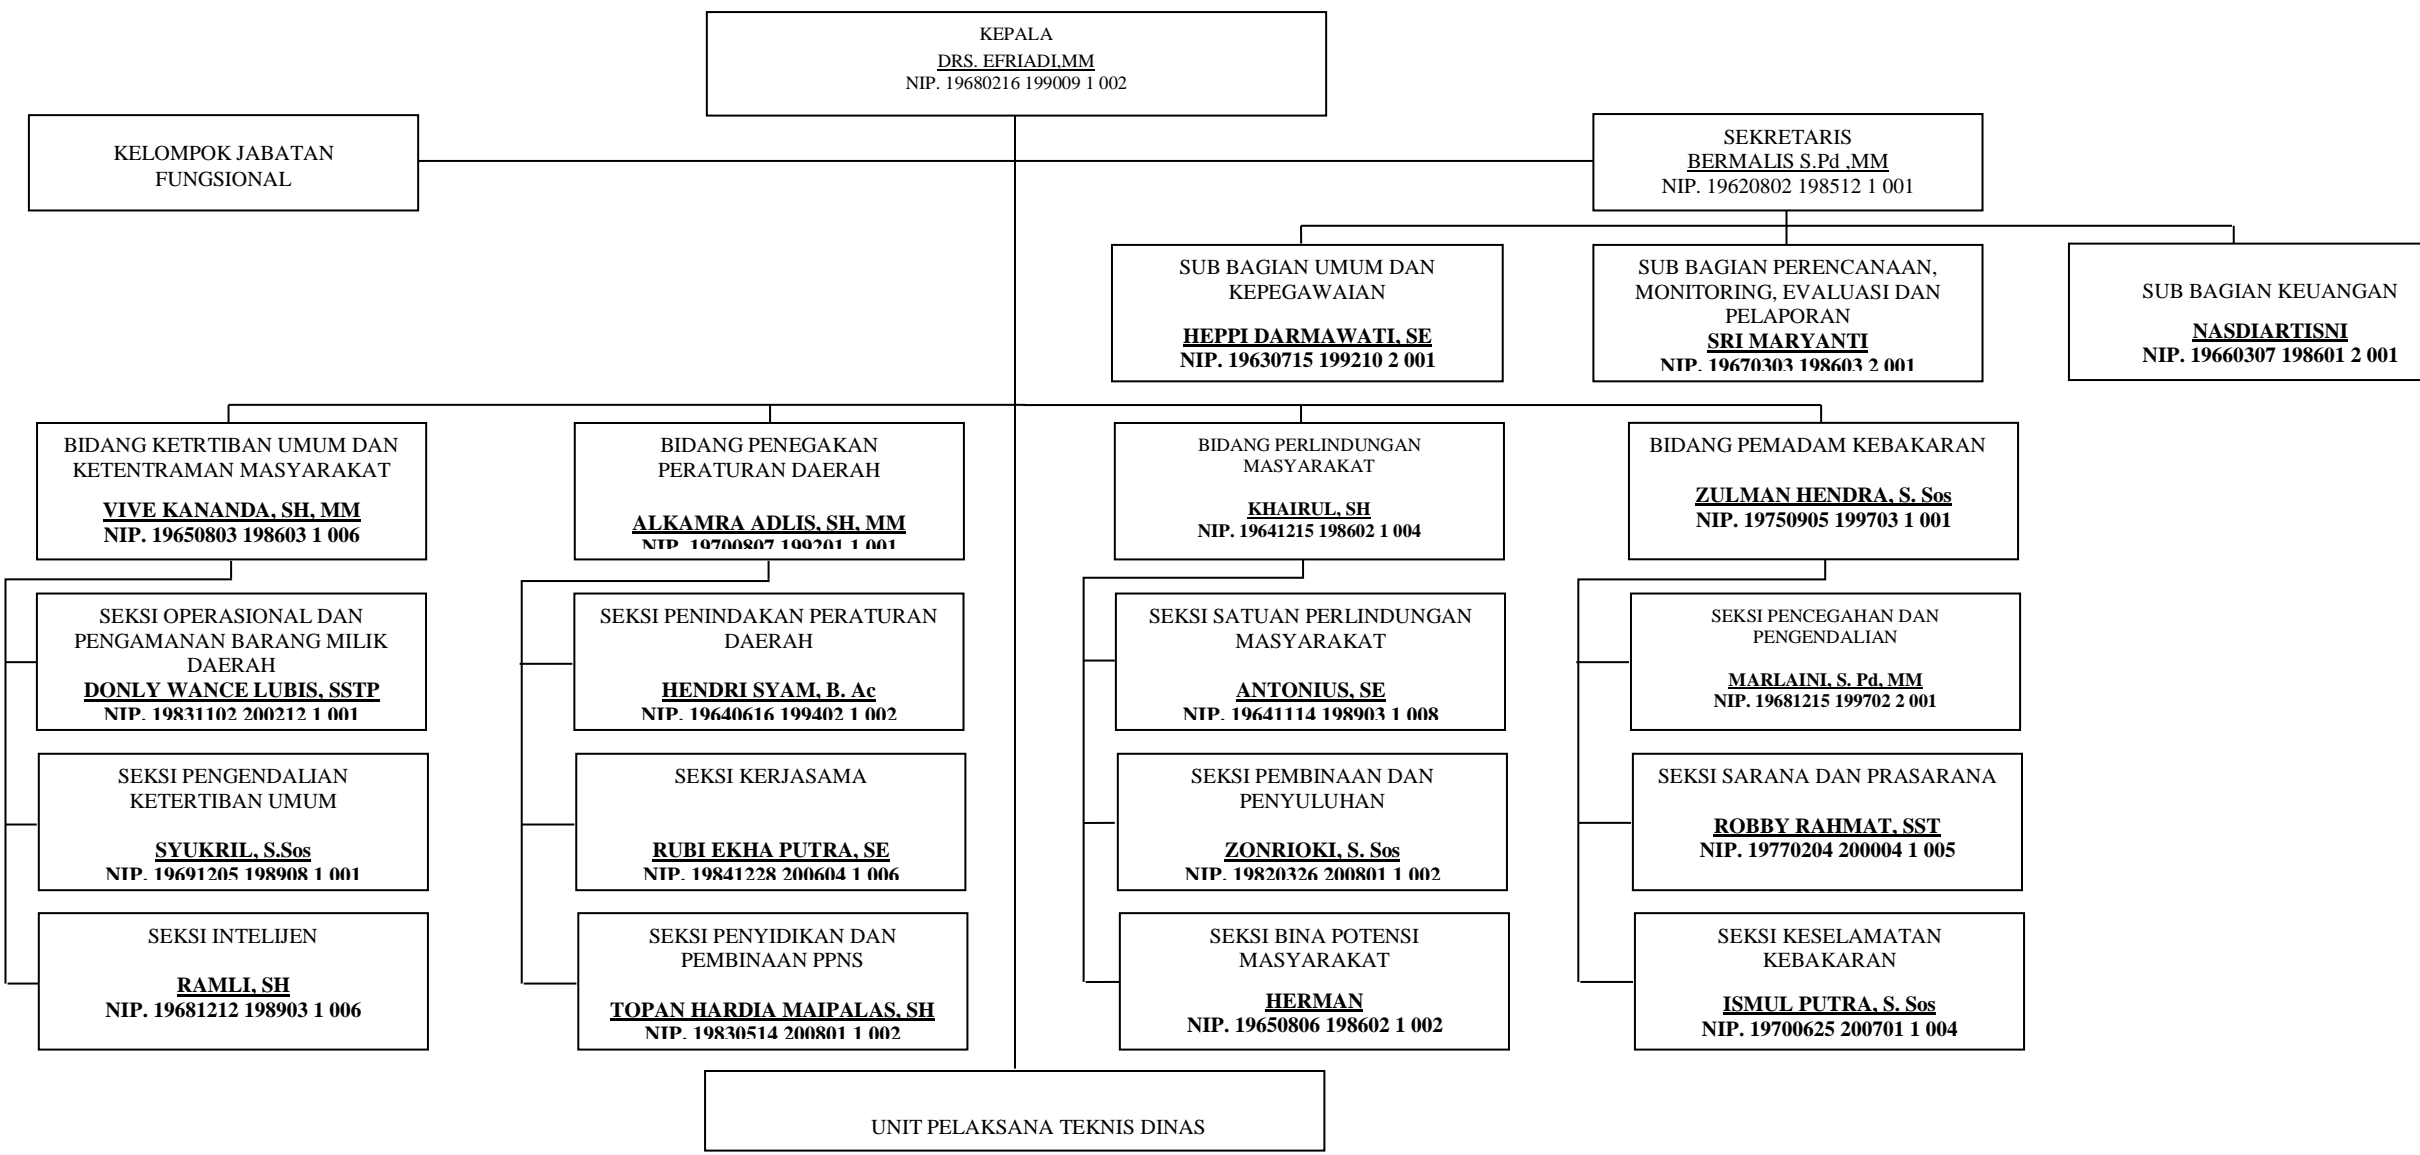 KEPALA
DRS. EFRIADI,MM
NIP. 19680216 199009 1 002
KELOMPOK JABATAN
FUNGSIONAL
SEKRETARIS
BERMALIS S.Pd ,MM
NIP. 19620802 198512 1 001
SUB BAGIAN UMUM DAN
KEPEGAWAIAN
HEPPI DARMAWATI, SE
NIP. 19630715 199210 2 001
SUB BAGIAN PERENCANAAN,
MONITORING, EVALUASI DAN
PELAPORAN
SRI MARYANTI
NIP. 19670303 198603 2 001
SUB BAGIAN KEUANGAN
NASDIARTISNI
NIP. 19660307 198601 2 001
BIDANG KETRTIBAN UMUM DAN
KETENTRAMAN MASYARAKAT
VIVE KANANDA, SH, MM
NIP. 19650803 198603 1 006
BIDANG PENEGAKAN
PERATURAN DAERAH
ALKAMRA ADLIS, SH, MM
NIP. 19700807 199201 1 001
BIDANG PERLINDUNGAN
MASYARAKAT
KHAIRUL, SH
NIP. 19641215 198602 1 004
BIDANG PEMADAM KEBAKARAN
ZULMAN HENDRA, S. Sos
NIP. 19750905 199703 1 001
SEKSI OPERASIONAL DAN
PENGAMANAN BARANG MILIK
DAERAH
DONLY WANCE LUBIS, SSTP
NIP. 19831102 200212 1 001
SEKSI PENINDAKAN PERATURAN
DAERAH
HENDRI SYAM, B. Ac
NIP. 19640616 199402 1 002
SEKSI SATUAN PERLINDUNGAN
MASYARAKAT
ANTONIUS, SE
NIP. 19641114 198903 1 008
SEKSI PENCEGAHAN DAN
PENGENDALIAN
MARLAINI, S. Pd, MM
NIP. 19681215 199702 2 001
SEKSI PENGENDALIAN
KETERTIBAN UMUM
SYUKRIL, S.Sos
NIP. 19691205 198908 1 001
SEKSI KERJASAMA
RUBI EKHA PUTRA, SE
NIP. 19841228 200604 1 006
SEKSI PEMBINAAN DAN
PENYULUHAN
ZONRIOKI, S. Sos
NIP. 19820326 200801 1 002
SEKSI SARANA DAN PRASARANA
ROBBY RAHMAT, SST
NIP. 19770204 200004 1 005
SEKSI INTELIJEN
RAMLI, SH
NIP. 19681212 198903 1 006
SEKSI PENYIDIKAN DAN
PEMBINAAN PPNS
TOPAN HARDIA MAIPALAS, SH
NIP. 19830514 200801 1 002
SEKSI BINA POTENSI
MASYARAKAT
HERMAN
NIP. 19650806 198602 1 002
SEKSI KESELAMATAN
KEBAKARAN
ISMUL PUTRA, S. Sos
NIP. 19700625 200701 1 004
UNIT PELAKSANA TEKNIS DINAS